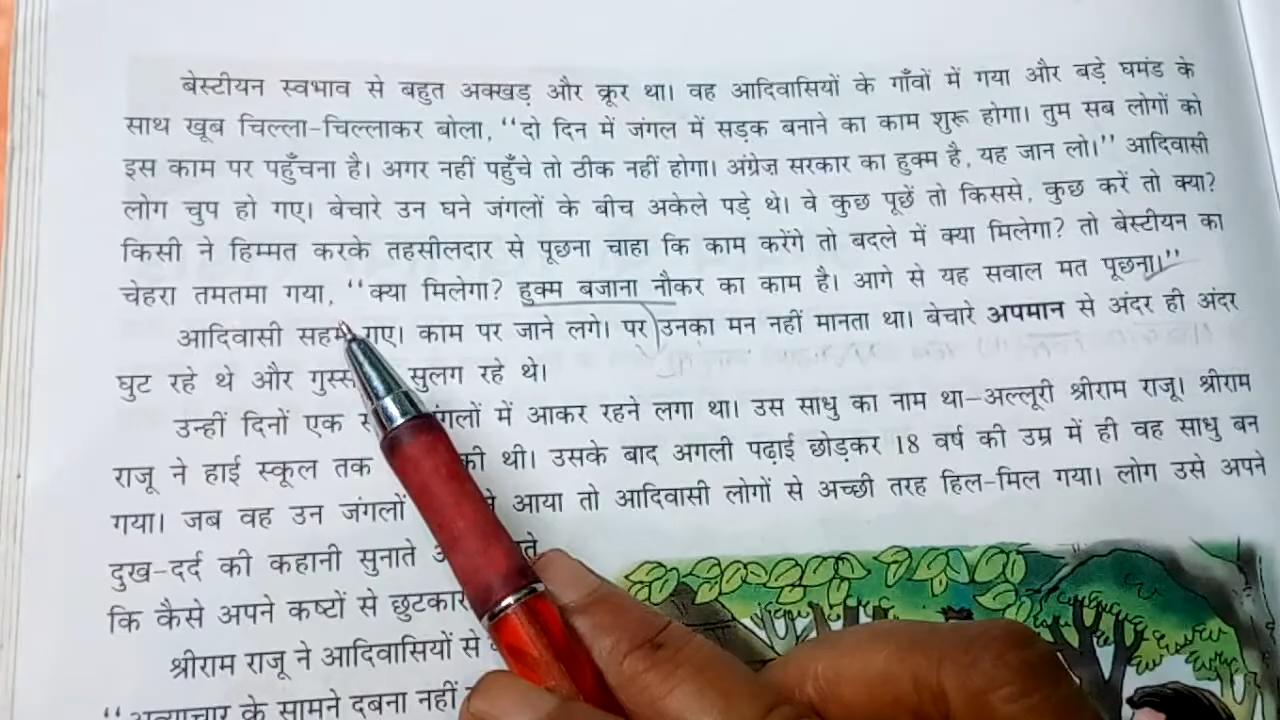 बेस्टीयन स्वभाव से बहुत अक्खड़ और क्रूर था। वह आदिवासियों के गाँवों में गया और बड़े घमंड के
साथ खूब चिल्ला-चिल्लाकर बोला, “दो दिन में जंगल में सड़क बनाने का काम शुरू होगा। तुम सब लोगों को
इस काम पर पहुँचना है। अगर नहीं पहुँचे तो ठीक नहीं होगा। अंग्रेज़ सरकार का हुक्म है, यह जान लो।” आदिवासी
लोग चुप हो गए। बेचारे उन घने जंगलों के बीच अकेले पड़े थे। वे कुछ पूछें तो किससे, कुछ करें तो क्या?
किसी ने हिम्मत करके तहसीलदार से पूछना चाहा कि काम करेंगे तो बदले में क्या मिलेगा? तो बेस्टीयन का
चेहरा तमतमा गया, “क्या मिलेगा? हुक्म बजाना नौकर का काम है। आगे से यह सवाल मत पूछना।”
आदिवासी सहम गए। काम पर जाने लगे। पर उनका मन नहीं मानता था। बेचारे अपमान से अंदर ही अंदर
घुट रहे थे और सुलग रहे थे।
उन्हीं दिनों एक में आकर रहने लगा था। उस साधु का नाम था-अल्लूरी श्रीराम राजू। श्रीराम
राजू ने हाई स्कूल तक की थी। उसके बाद अगली पढ़ाई छोड़कर 18 वर्ष की उम्र में ही वह साधु बन
गया। जब वह उन जंगलों आया तो आदिवासी लोगों से अच्छी तरह हिल-मिल गया। लोग उसे अपने
दुख-दर्द की कहानी सुनाते
कि कैसे अपने कष्टों से
श्रीराम राजू ने आदिवासियों से
“अत्याचार के सामने दबना नहीं